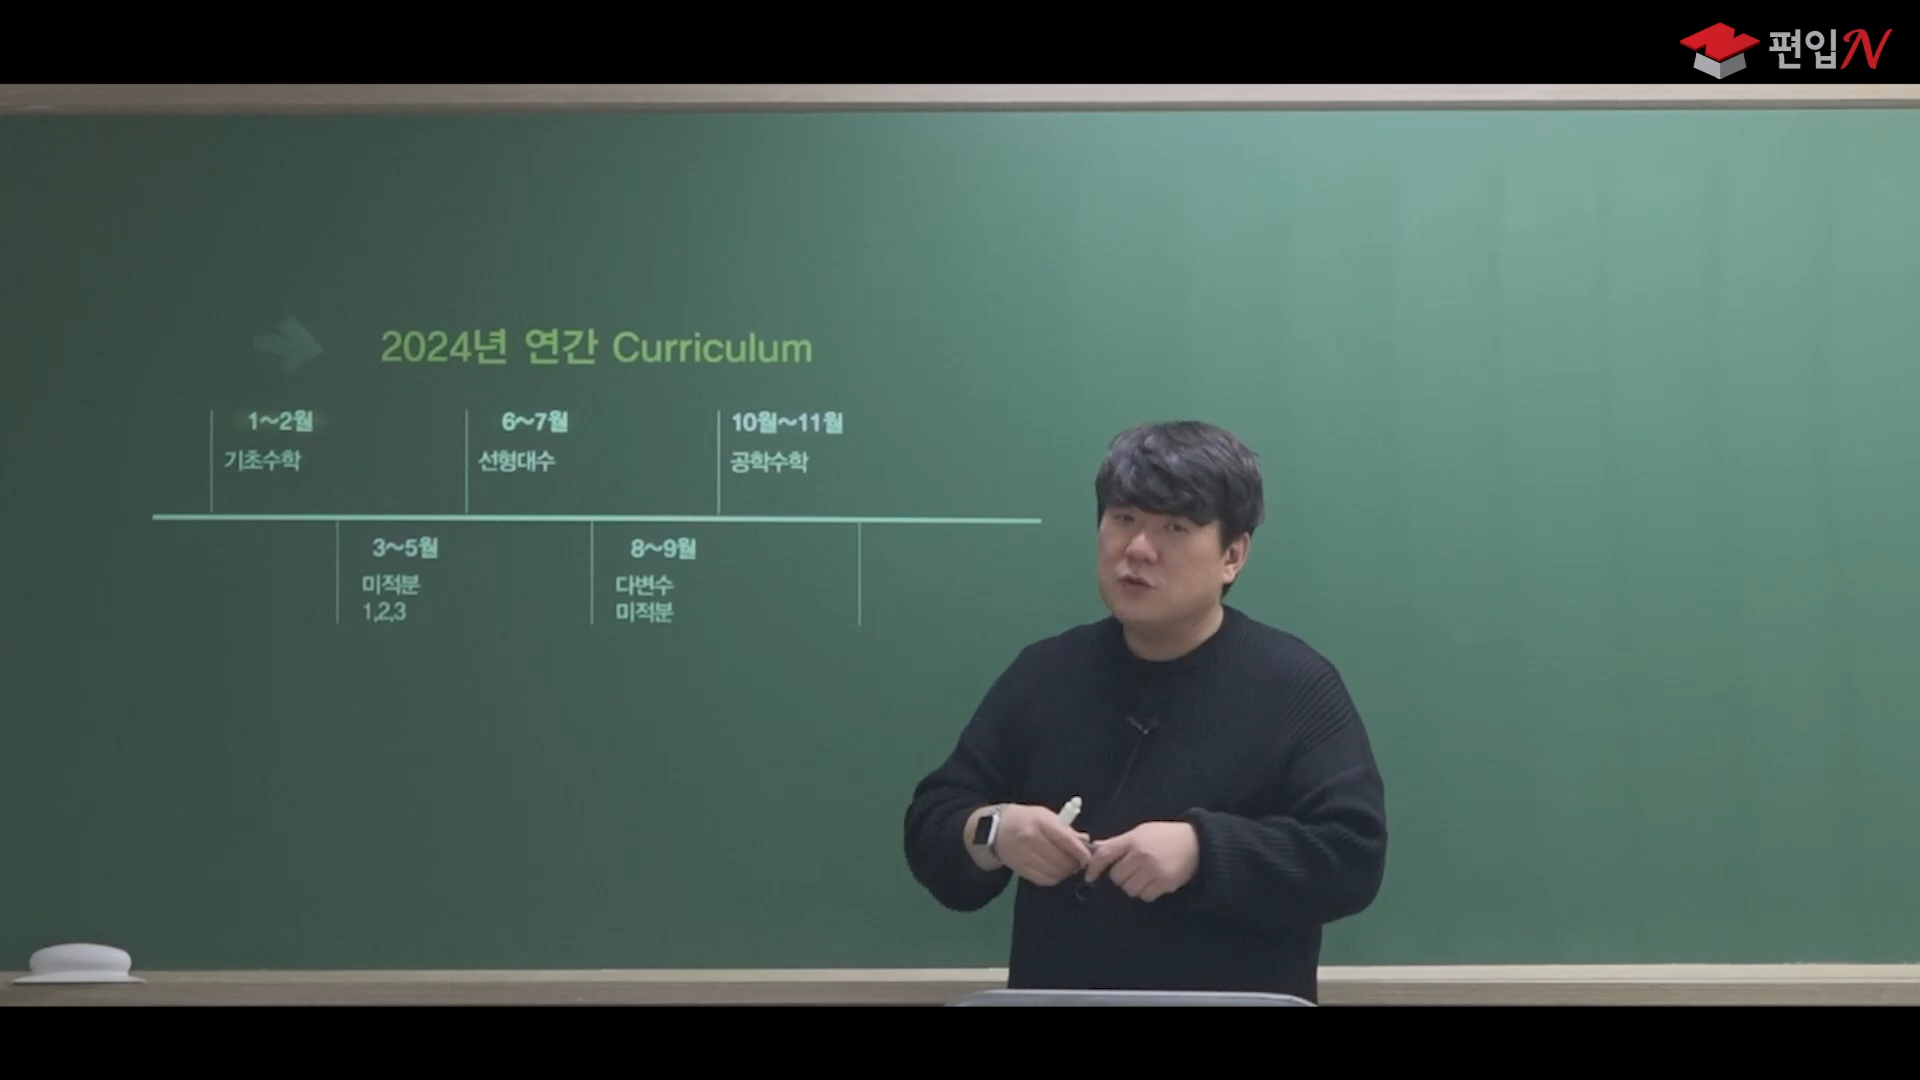 편입N
2024년 연간 Curriculum
1~2월
기초수학
6~7월
선형대수
10월~11월
공학수학
3~5월
미적분
1,2,3
8~9월
다변수
미적분